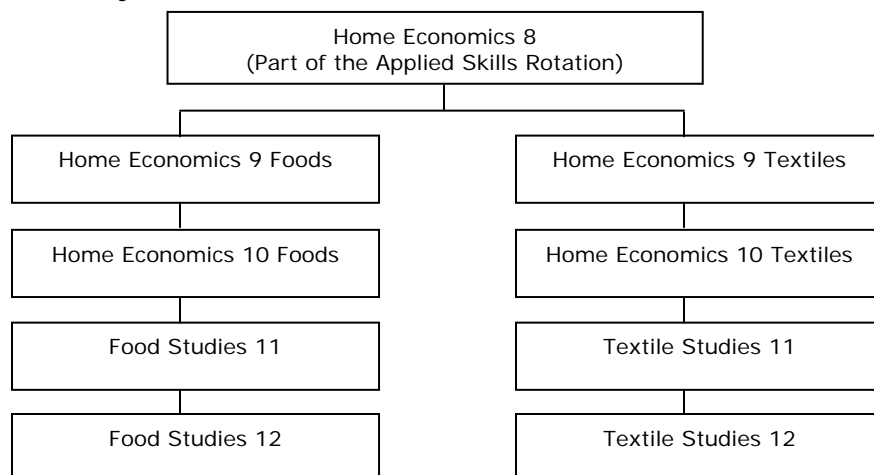 Home Economics 8
(Part of the Applied Skills Rotation)
Home Economics 9 Foods
Home Economics 9 Textiles
Home Economics 10 Foods
Home Economics 10 Textiles
Food Studies 11
Textile Studies 11
Food Studies 12
Textile Studies 12